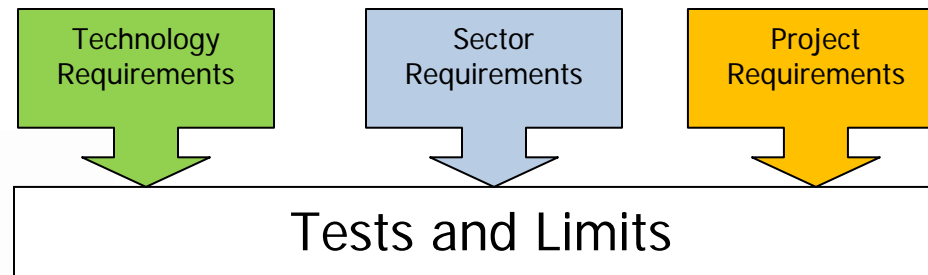 Technology
Requirements
Sector
Requirements
Project
Requirements
Tests and Limits